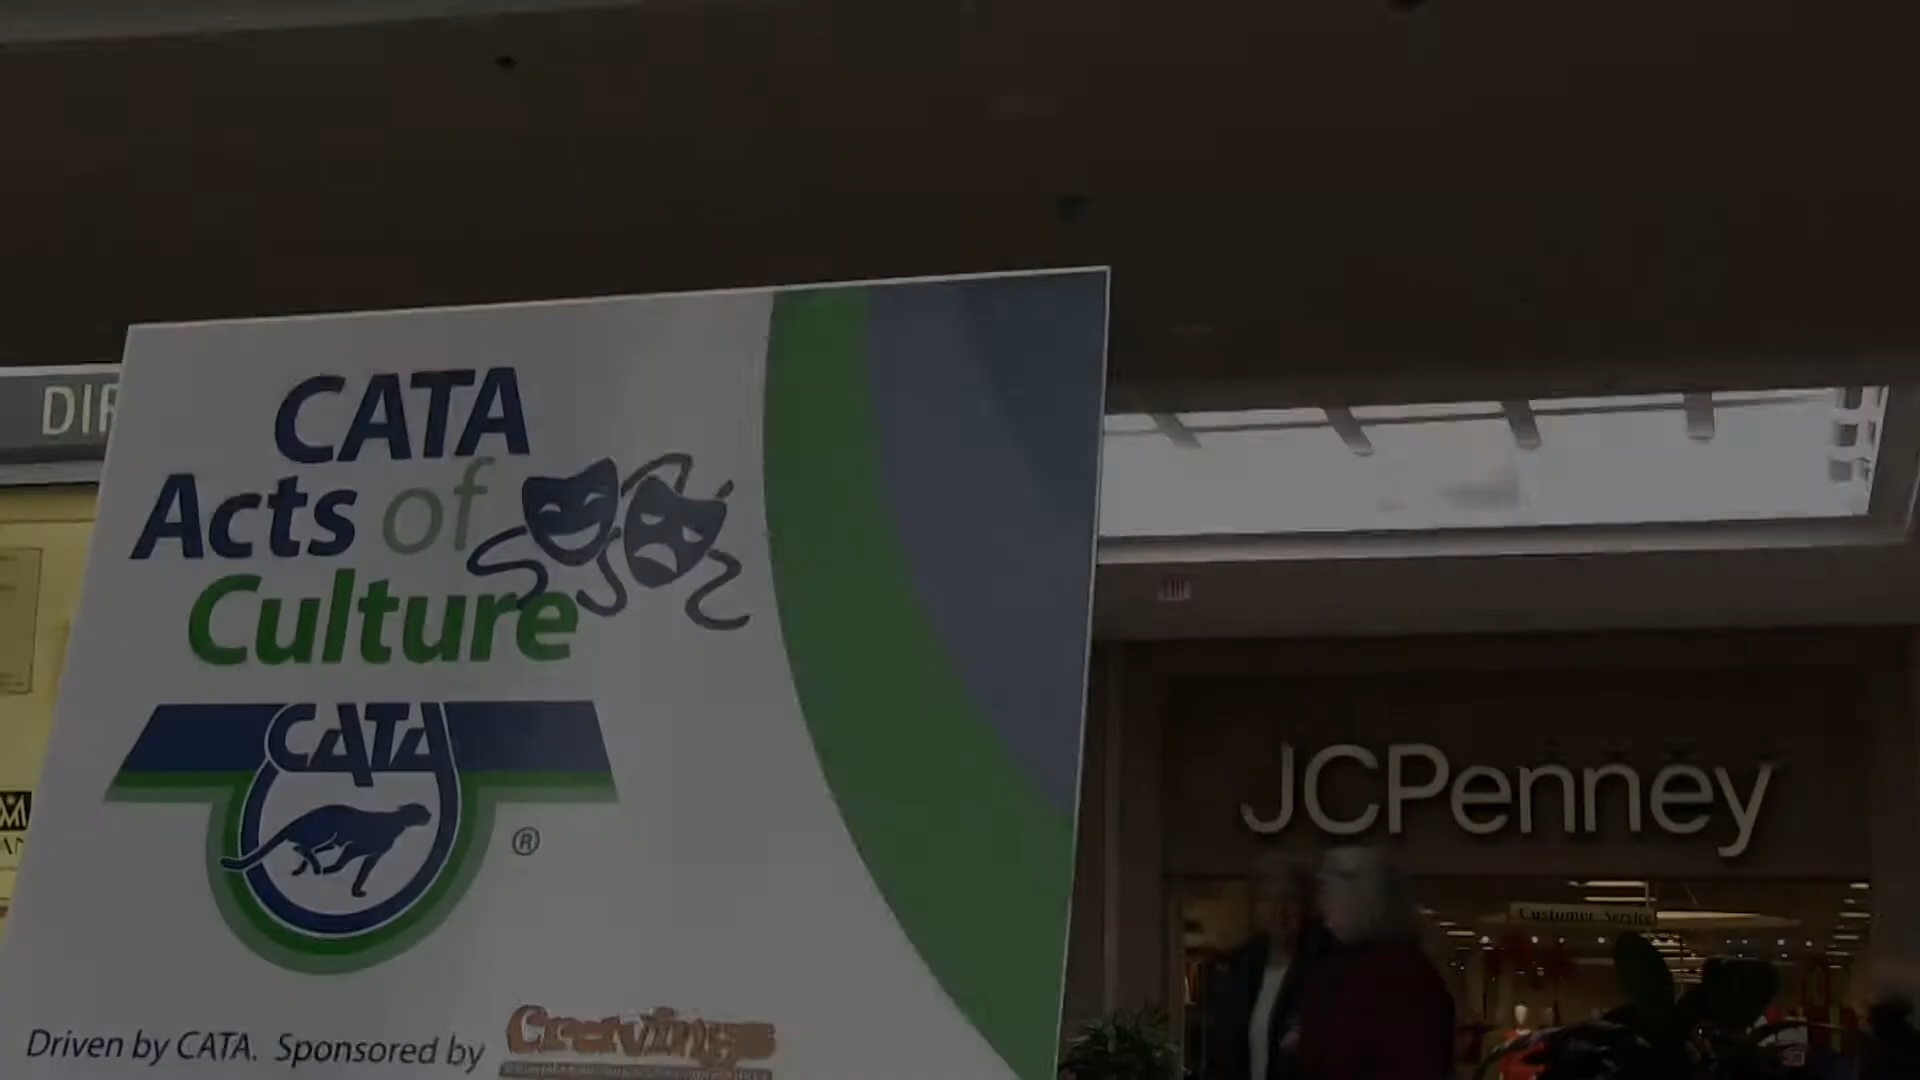 CATA
Acts of
Culture
CATA
®
Driven by CATA. Sponsored by
Cravings
JCPenney
Customer Service